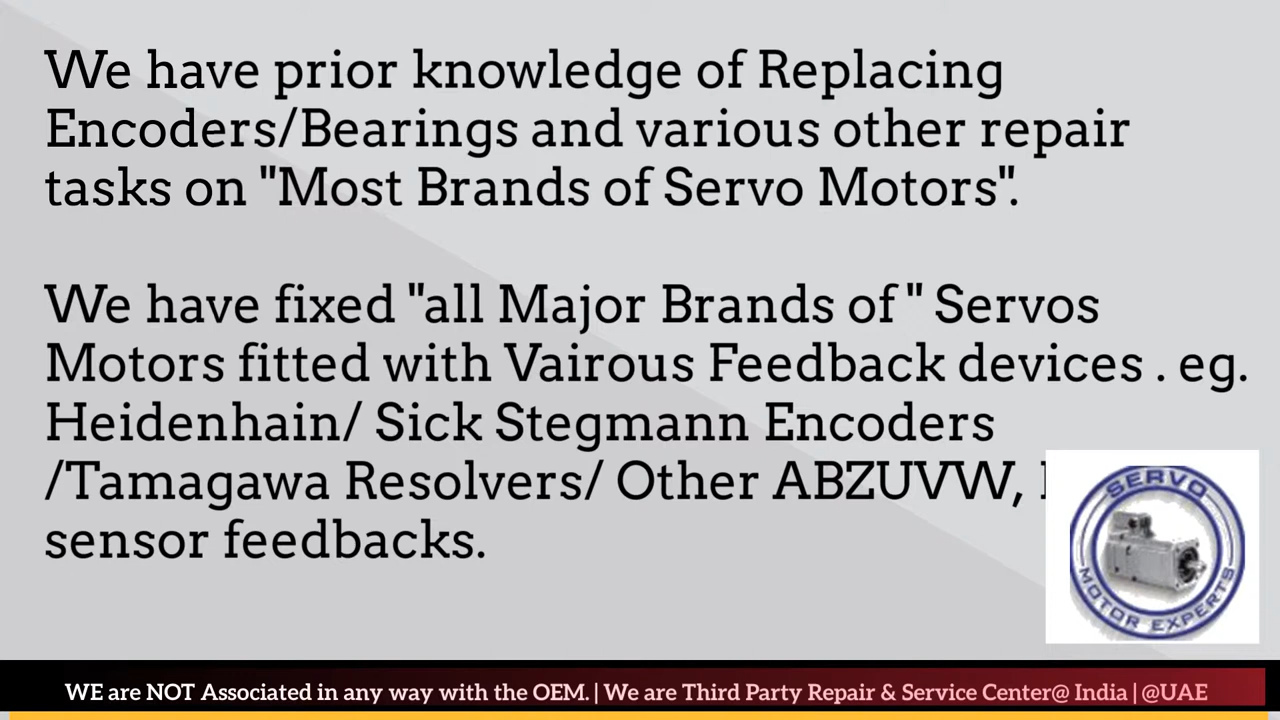 We have prior knowledge of Replacing
Encoders/Bearings and various other repair
tasks on "Most Brands of Servo Motors".
We have fixed "all Major Brands of " Servos
Motors fitted with Vairous Feedback devices . eg.
Heidenhain/ Sick Stegmann Encoders
/Tamagawa Resolvers/ Other ABZUVW,
sensor feedbacks.
SERVO
MOTOR EXPERTS
WE are NOT Associated in any way with the OEM. | We are Third Party Repair & Service Center@ India | @UAE